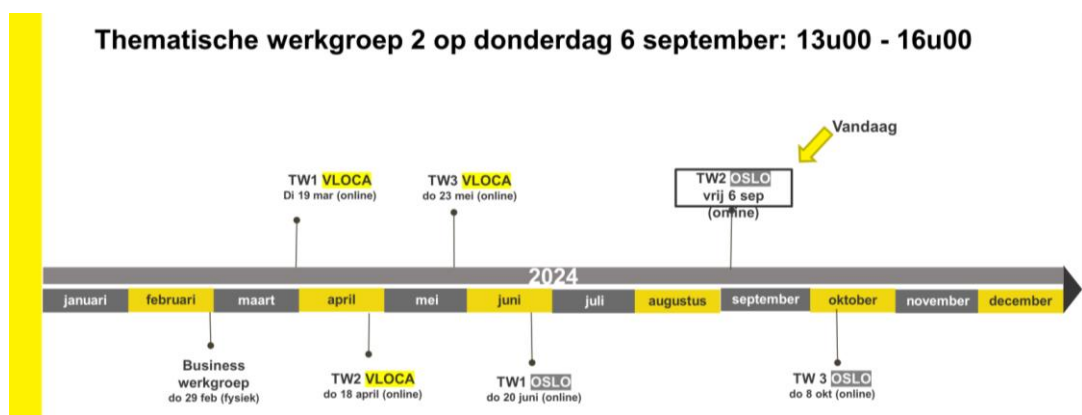 Thematische werkgroep 2 op donderdag 6 september: 13u00 - 16u00
Vandaag
TW1 VLOCA
Di 19 mar (online)
TW3 VLOCA
do 23 mei (online)
TW2 OSLO
vrij 6 sep
(online)
2024
januari februari maart april mei juni juli augustus september oktober november december
Business
werkgroep
do 29 feb (fysiek)
TW2 VLOCA
do 18 april (online)
TW1 OSLO
do 20 juni (online)
TW 3 OSLO
do 8 okt (online)